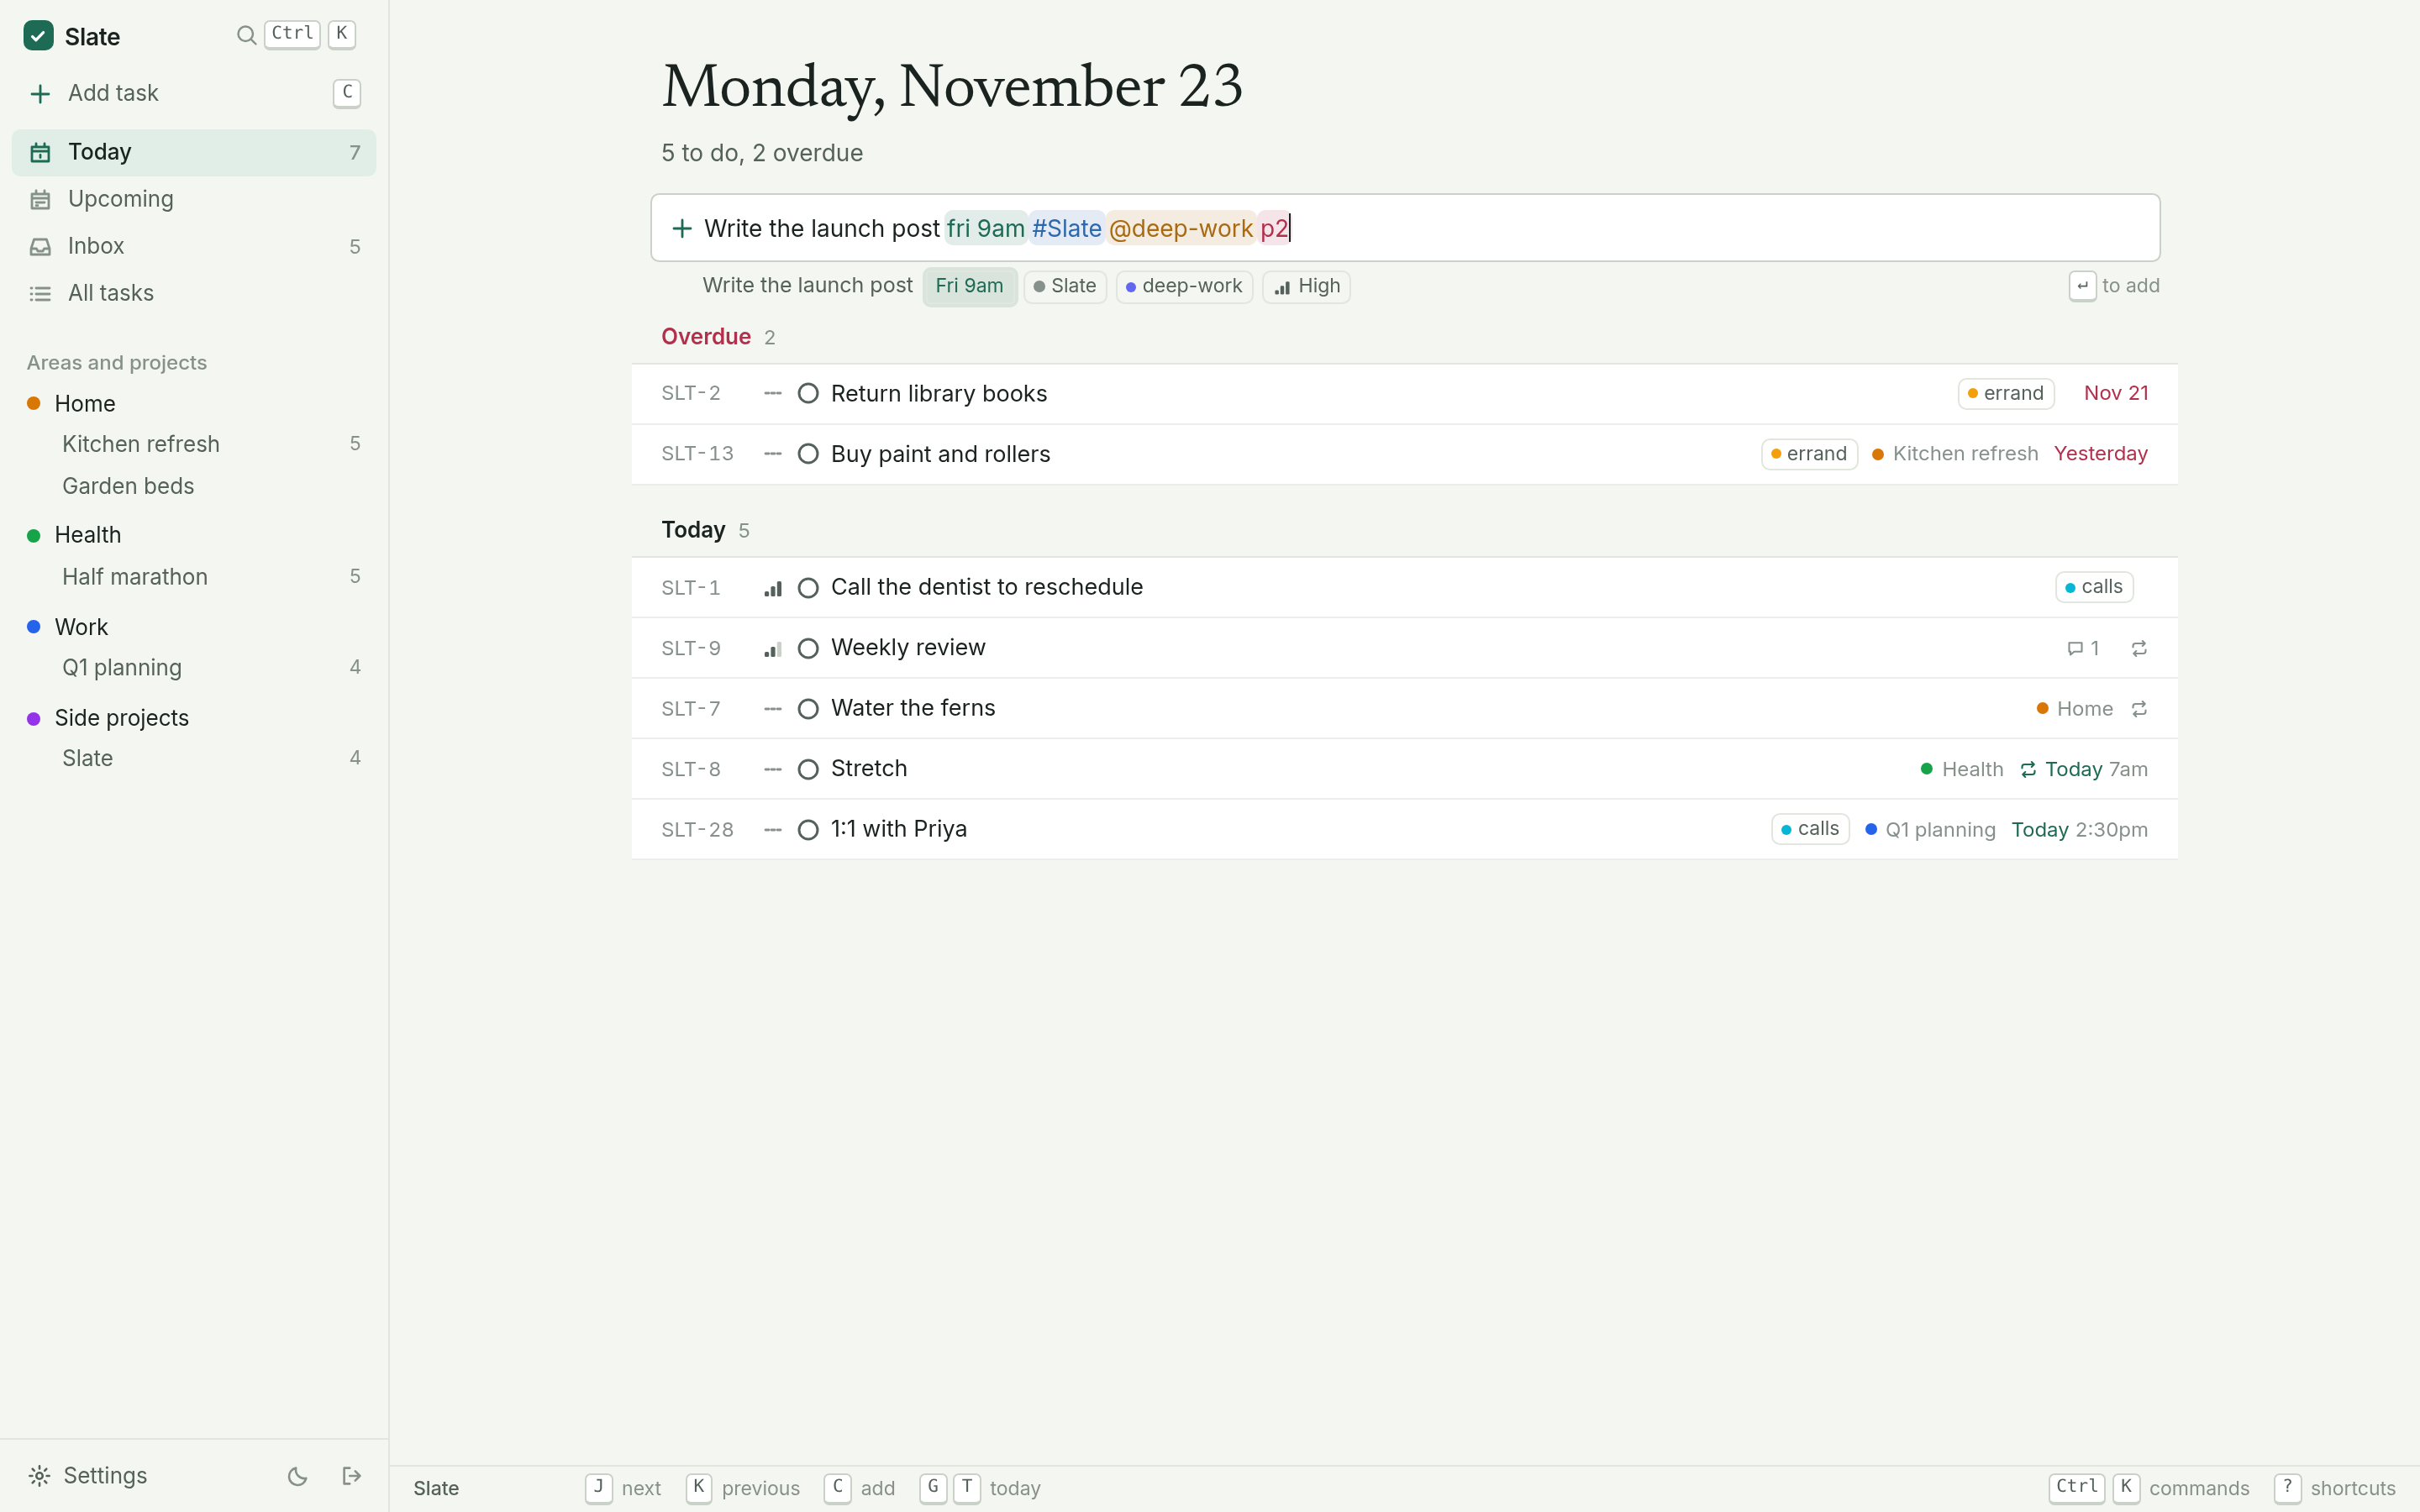 Slate Ctrl K
Add task C
Today 7
Upcoming
Inbox 5
All tasks
Areas and projects
Home
Kitchen refresh 5
Garden beds
Health
Half marathon 5
Work
Q1 planning 4
Side projects
Slate 4
Settings
Monday, November 23
5 to do, 2 overdue
Write the launch post fri 9am #Slate @deep-work p2
Write the launch post Fri 9am Slate deep-work High ↵ to add
Overdue 2
SLT-2 Return library books errand Nov 21
SLT-13 Buy paint and rollers errand Kitchen refresh Yesterday
Today 5
SLT-1 Call the dentist to reschedule calls
SLT-9 Weekly review 1
SLT-7 Water the ferns Home
SLT-8 Stretch Health Today 7am
SLT-28 1:1 with Priya calls Q1 planning Today 2:30pm
Slate J next K previous C add G T today Ctrl K commands ? shortcuts